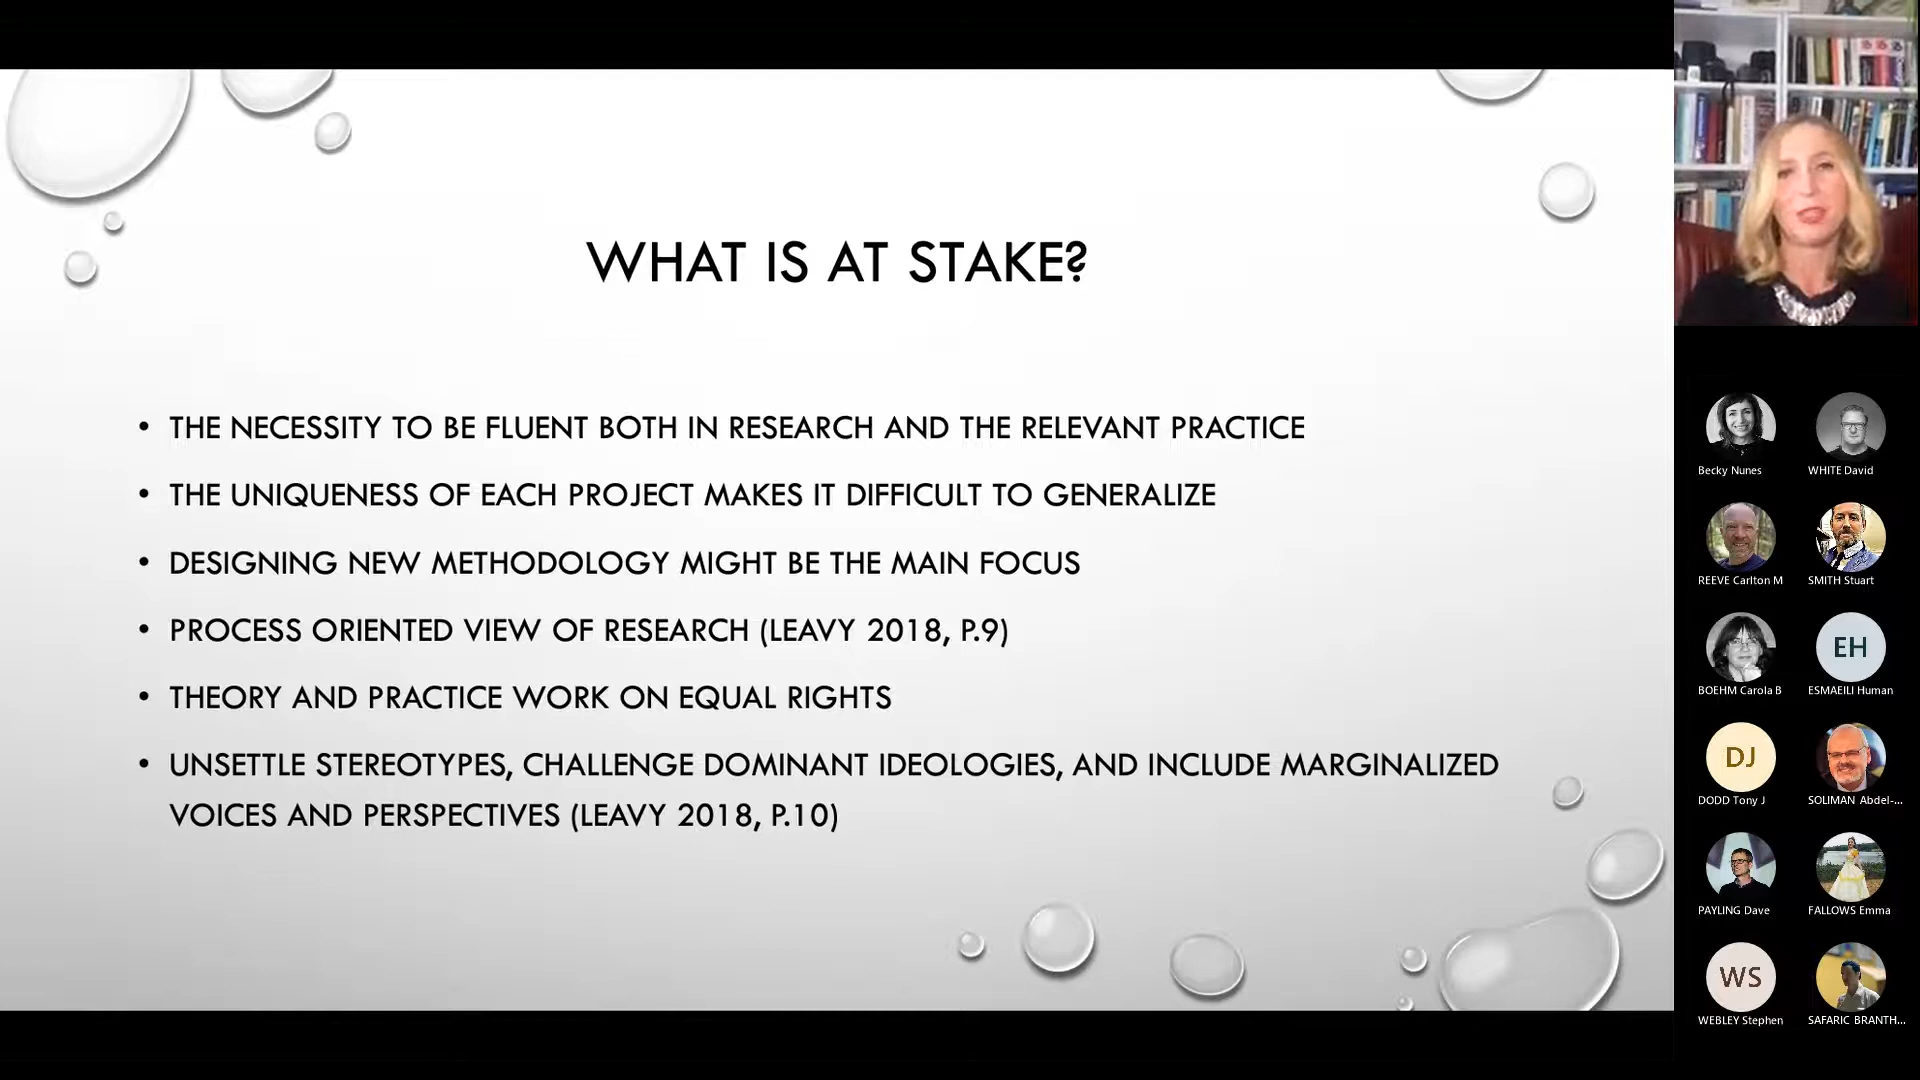 WHAT IS AT STAKE?
• THE NECESSITY TO BE FLUENT BOTH IN RESEARCH AND THE RELEVANT PRACTICE
• THE UNIQUENESS OF EACH PROJECT MAKES IT DIFFICULT TO GENERALIZE
• DESIGNING NEW METHODOLOGY MIGHT BE THE MAIN FOCUS
• PROCESS ORIENTED VIEW OF RESEARCH (LEAVY 2018, P.9)
• THEORY AND PRACTICE WORK ON EQUAL RIGHTS
• UNSETTLE STEREOTYPES, CHALLENGE DOMINANT IDEOLOGIES, AND INCLUDE MARGINALIZED
VOICES AND PERSPECTIVES (LEAVY 2018, P.10)
Becky Nunes
WHITE David
REEVE Carlton M
SMITH Stuart
BOEHM Carola B
EH
ESMAEILI Human
DJ
DODD Tony J
SOLIMAN Abdel-...
PAYLING Dave
FALLOWS Emma
WS
WEBLEY Stephen
SAFARIC BRANTH...